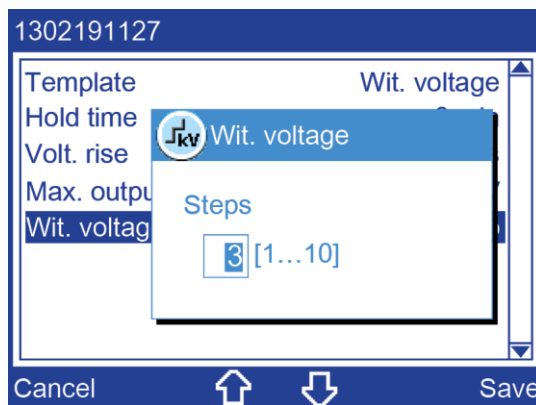 1302191127
Template Wit. voltage
Hold time
Volt. rise
Max. outpu
Wit. voltag
kv Wit. voltage
Steps
3 [1...10]
Cancel Save